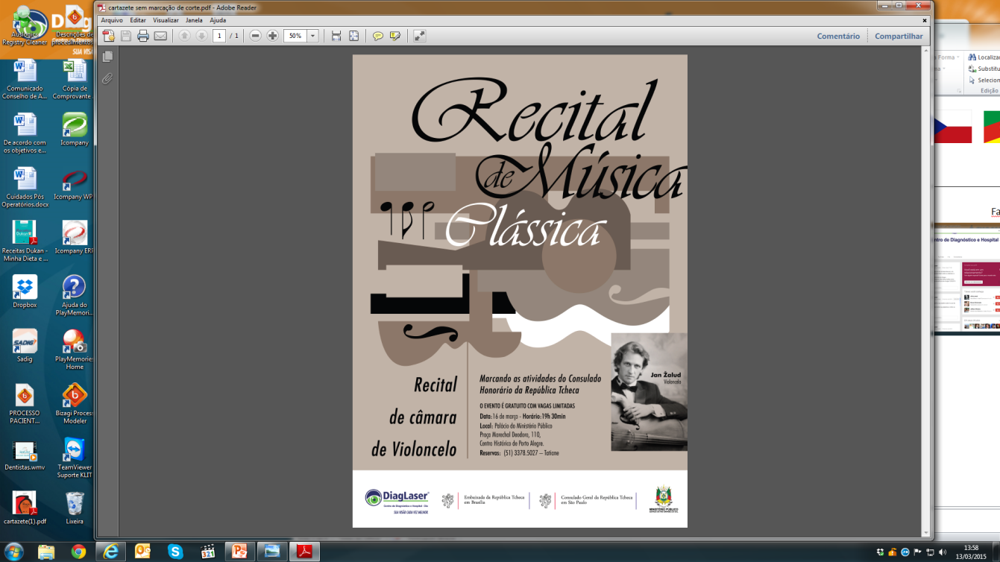 cartazete sem marcação de corte.pdf - Adobe Reader
Arquivo Editar Visualizar Janela Ajuda
1 / 1 50% Comentário Compartilhar
Auslogics Registry Cleaner
Descrições de procedimentos
Comunicado Conselho de A...
Cópia de Comprovante
De acordo com os objetivos e...
Icompany
Cuidados Pós Operatórios.docx
Icompany WP
Receitas Dukan - Minha Dieta e ...
Icompany ERP
Dropbox
Ajuda do PlayMemori...
Sadig
PlayMemories Home
PROCESSO PACIENT...
Bizagi Process Modeler
Dentistas.wmv
TeamViewer Suporte KLIT
cartazete(1).pdf
Lixeira
Recital
de Música
Clássica
Recital
de câmara
de Violoncelo
Marcando as atividades do Consulado
Honorário da República Tcheca
O EVENTO É GRATUITO COM VAGAS LIMITADAS
Data:16 de março - Horário:19h 30min
Local: Palácio do Ministério Público
Praça Marechal Deodoro, 110,
Centro Histórico de Porto Alegre.
Reservas: (51) 3378.5027 – Tatiane
Jan Žalud
Violoncelo
DiagLaser
Centro de Diagnóstico e Hospital - Dia
SUA VISÃO CADA VEZ MELHOR
Embaixada da República Tcheca
em Brasília
Consulado Geral da República Tcheca
em São Paulo
MINISTÉRIO PÚBLICO
ESTADO DO RIO GRANDE DO SUL
Forma
Localiza
Substitu
Selecion
Edição
Fa
ntro de Diagnóstico e Hospital
13:58
13/03/2015